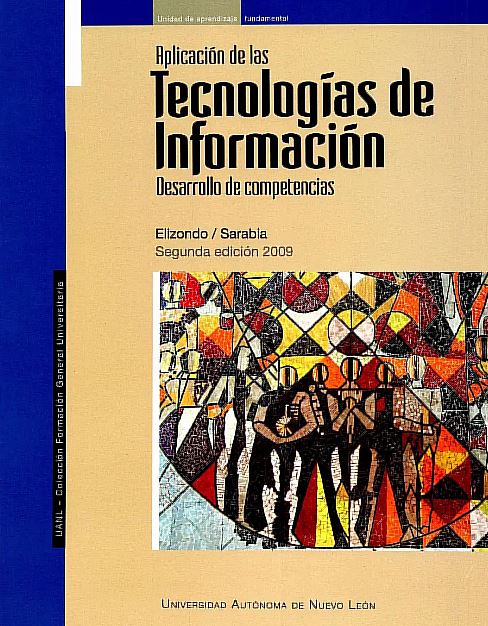 Unidad de aprendizaje fundamental
Aplicación de las
Tecnologías de
Información
Desarrollo de competencias
Elizondo / Sarabia
Segunda edición 2009
UANL - Colección Formación General Universitaria
UNIVERSIDAD AUTÓNOMA DE NUEVO LEÓN